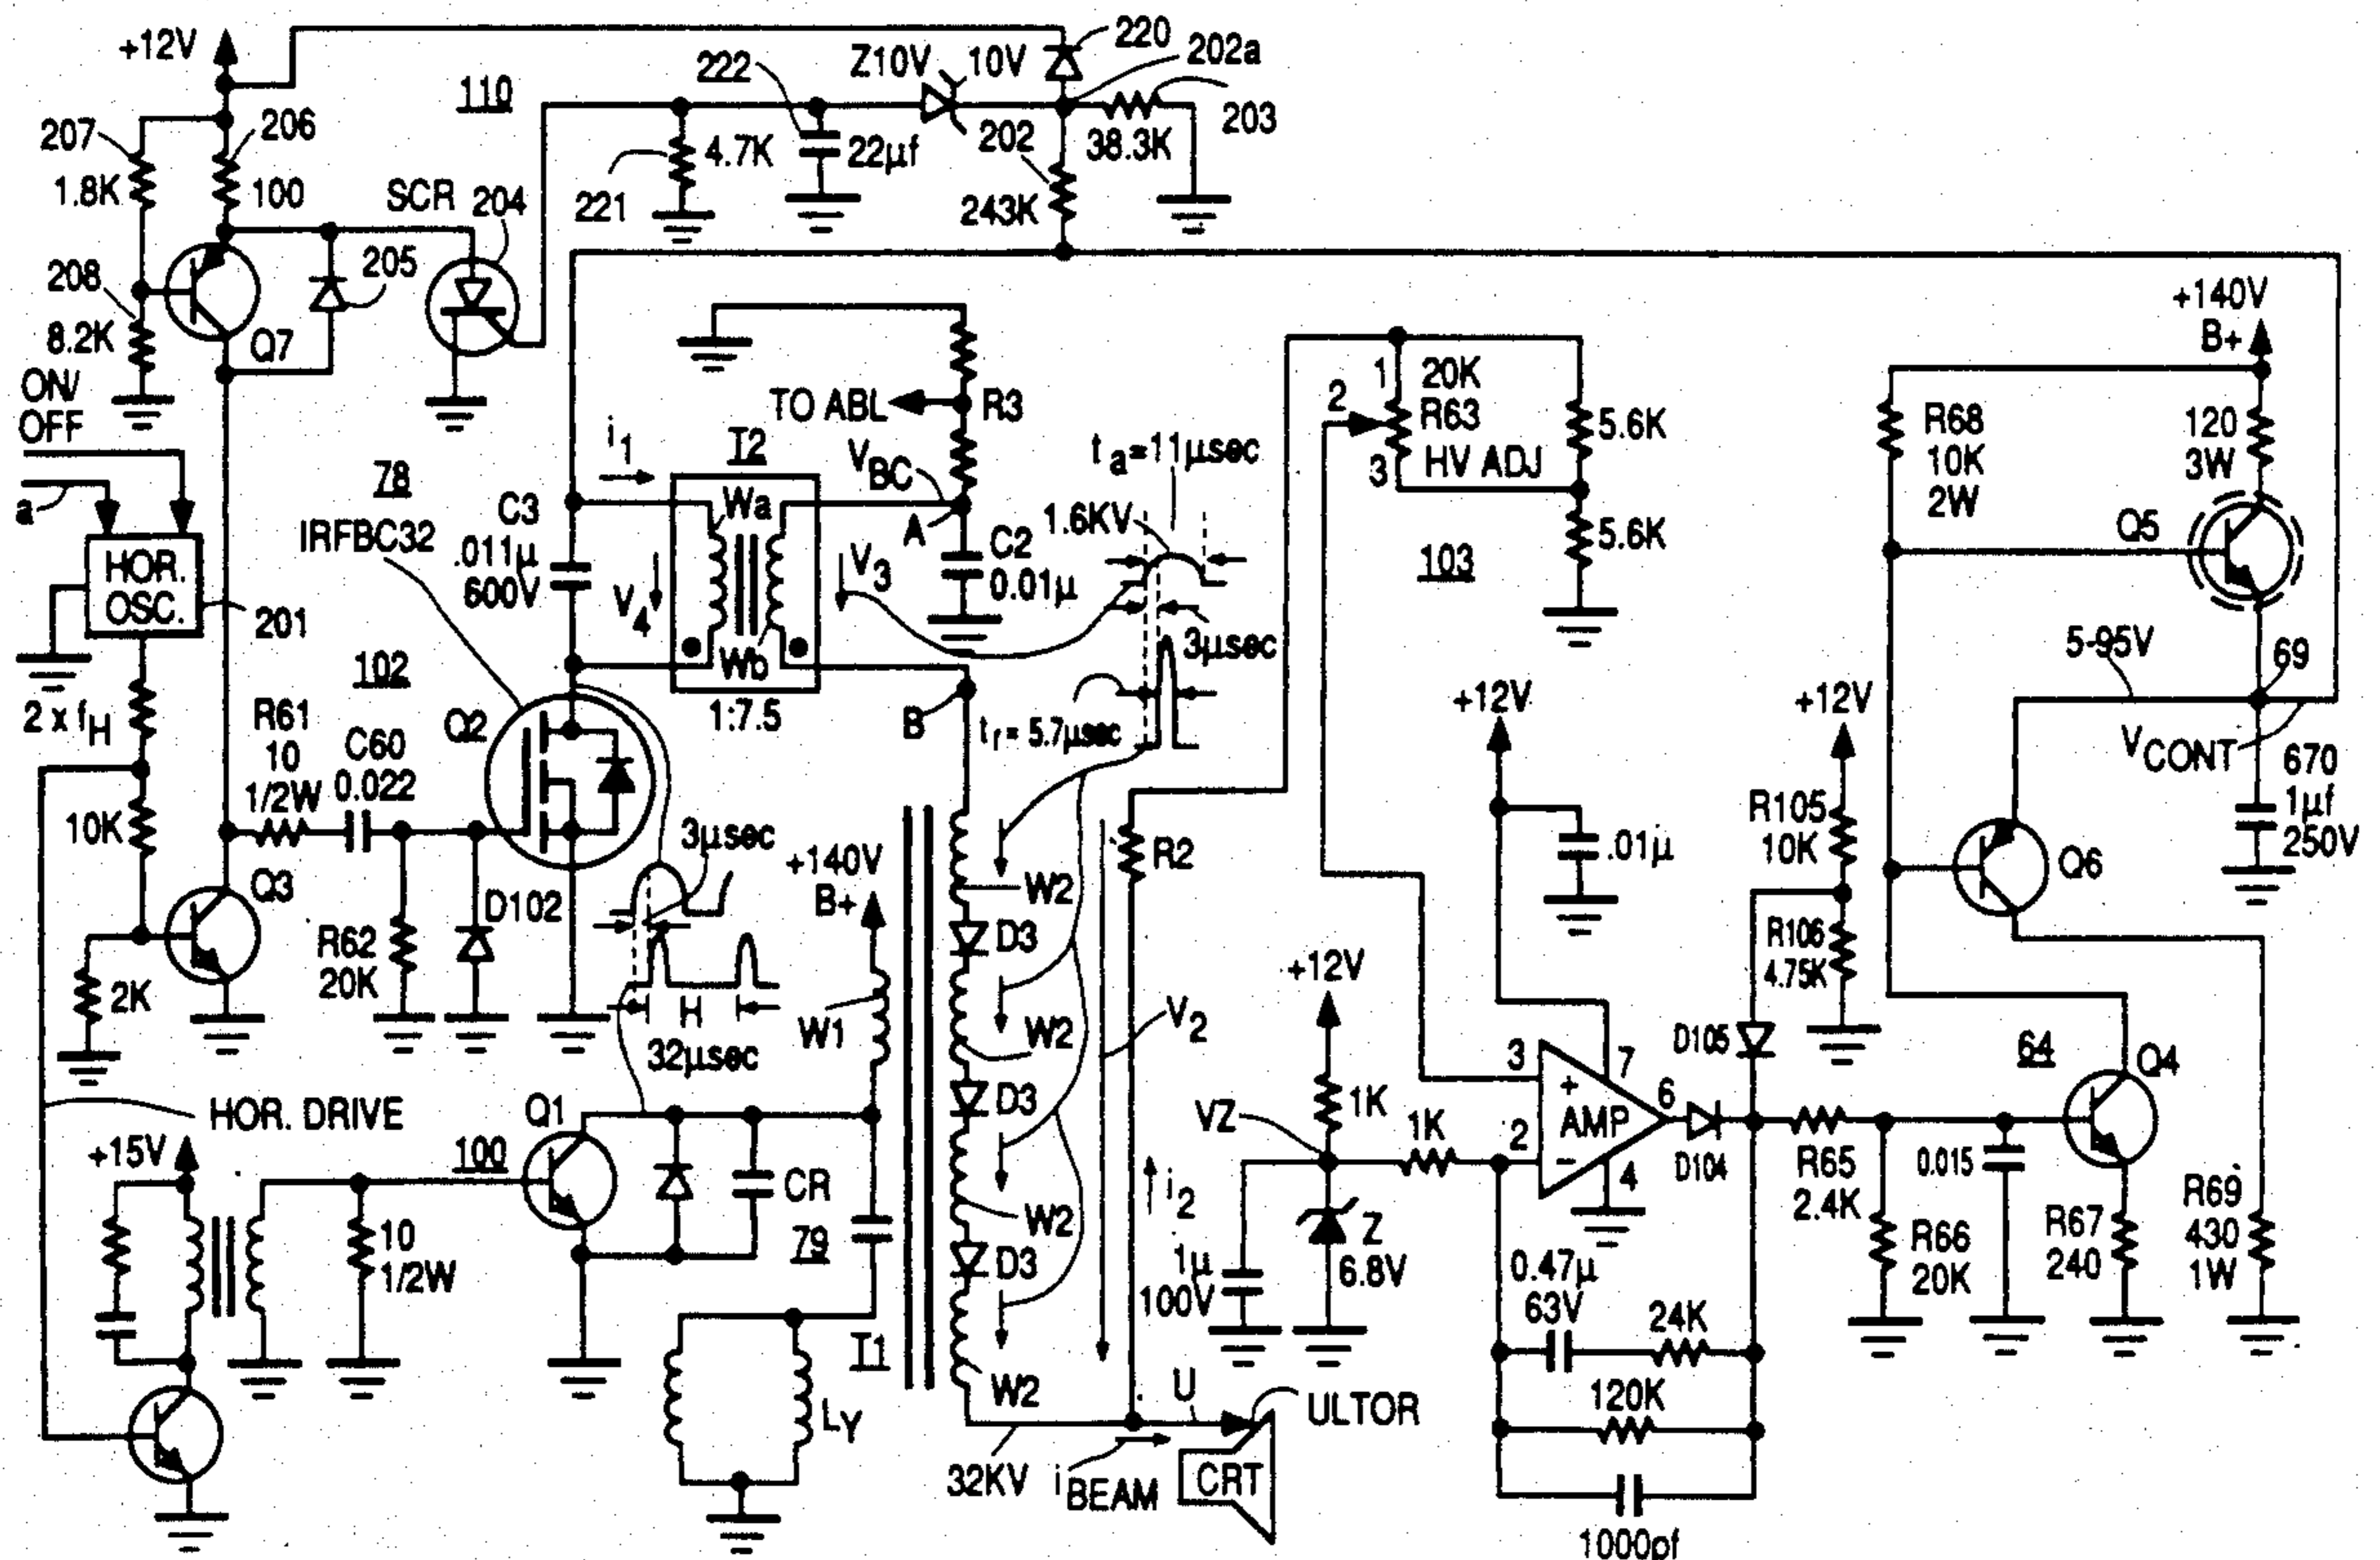 +12V
110
222
Z10V
10V
220
202a
207
206
203
1.8K
100
SCR 204
221
4.7K
22µf
202
38.3K
243K
208
8.2K
Q7
205
ON/
OFF
a
78
IRFBC32
HOR.
OSC.
201
2 x fH
i1
C3
.011µ
600V
V4
T2
Wa
Wb
1:7.5
TO ABL
R3
VBC
A
C2
0.01µ
V3
B
ta=11µsec
1.6KV
3µsec
tr= 5.7µsec
1
2
3
20K
R63
HV ADJ
5.6K
5.6K
103
+140V
B+
R68
10K
2W
120
3W
Q5
5-95V
69
VCONT
670
1µf
250V
Q6
102
R61
10
1/2W
C60
0.022
Q2
10K
Q3
2K
R62
20K
D102
3µsec
H
32µsec
+140V
B+
W1
W2
D3
W2
D3
W2
D3
W2
R2
V2
i2
+12V
.01µ
+12V
R105
10K
R106
4.75K
D105
+12V
1K
VZ
1K
Z
6.8V
1µ
100V
3
+
2
-
AMP
7
4
6
D104
R65
2.4K
R66
20K
0.015
64
Q4
R67
240
R69
430
1W
0.47µ
63V
24K
120K
1000pf
HOR. DRIVE
+15V
10
1/2W
100
Q1
CR
79
LY
T1
32KV
iBEAM
U
ULTOR
CRT